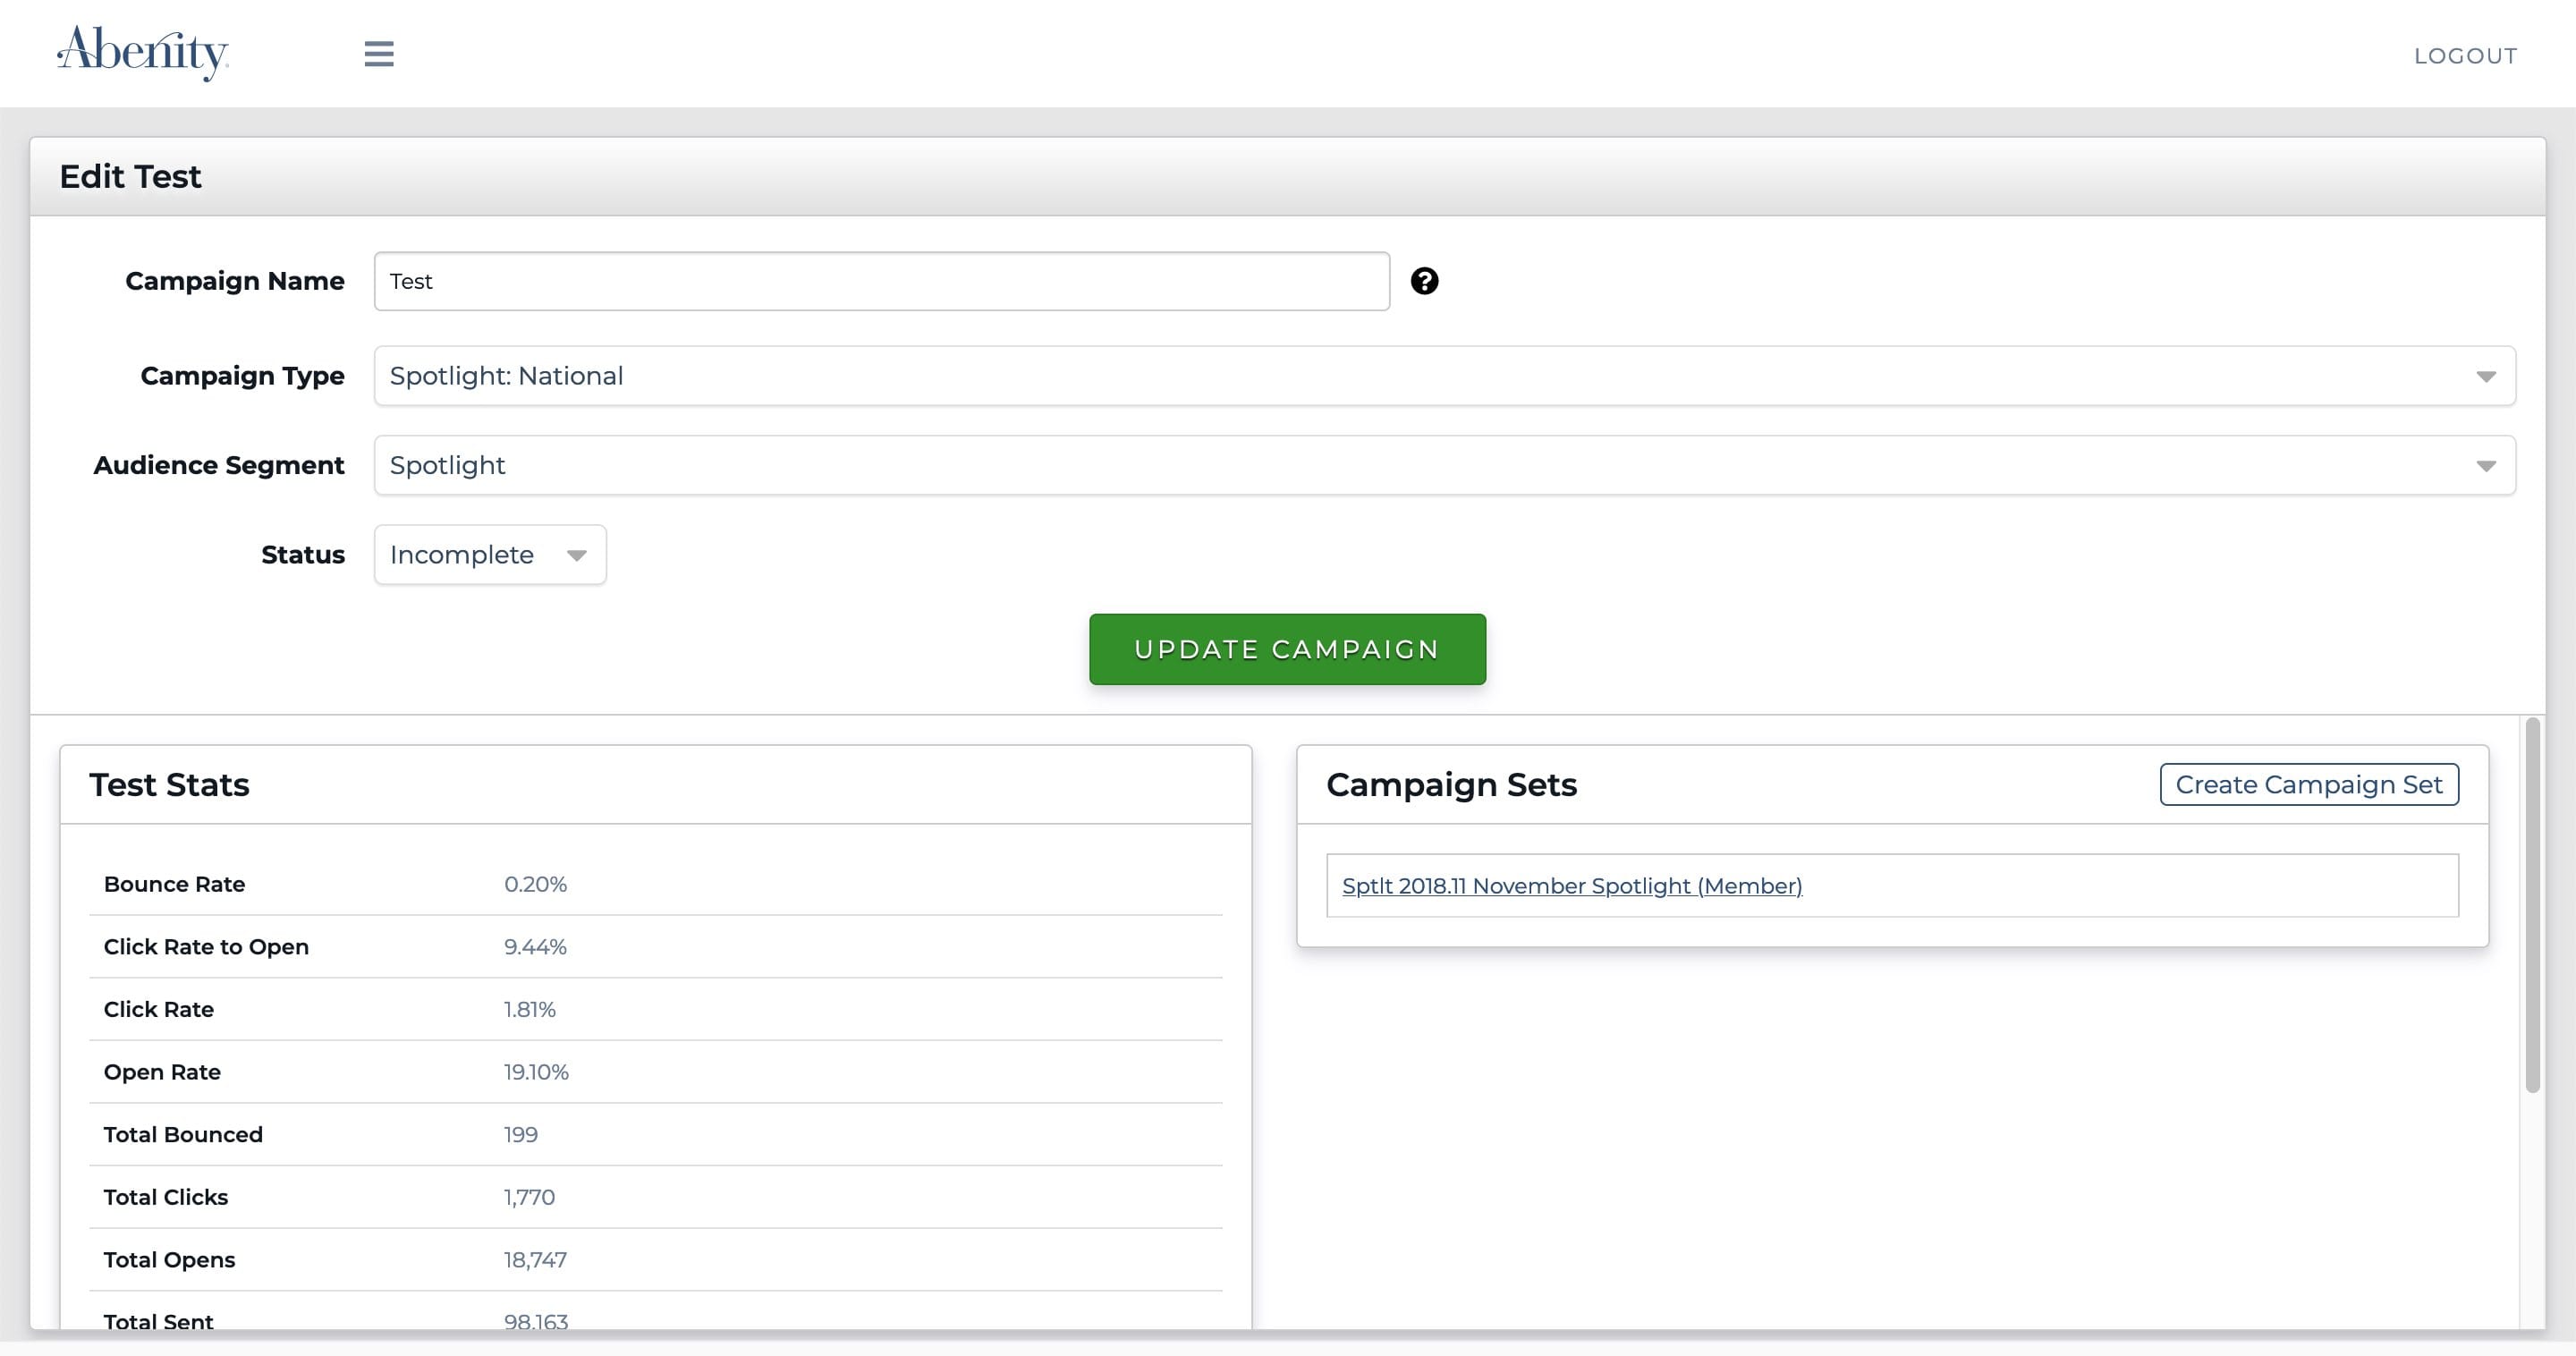 Abenity
LOGOUT
Edit Test
Campaign Name
Test
?
Campaign Type
Spotlight: National
Audience Segment
Spotlight
Status
Incomplete
UPDATE CAMPAIGN
Test Stats
Bounce Rate 0.20%
Click Rate to Open 9.44%
Click Rate 1.81%
Open Rate 19.10%
Total Bounced 199
Total Clicks 1,770
Total Opens 18,747
Total Sent 98,163
Campaign Sets
Create Campaign Set
Sptlt 2018.11 November Spotlight (Member)